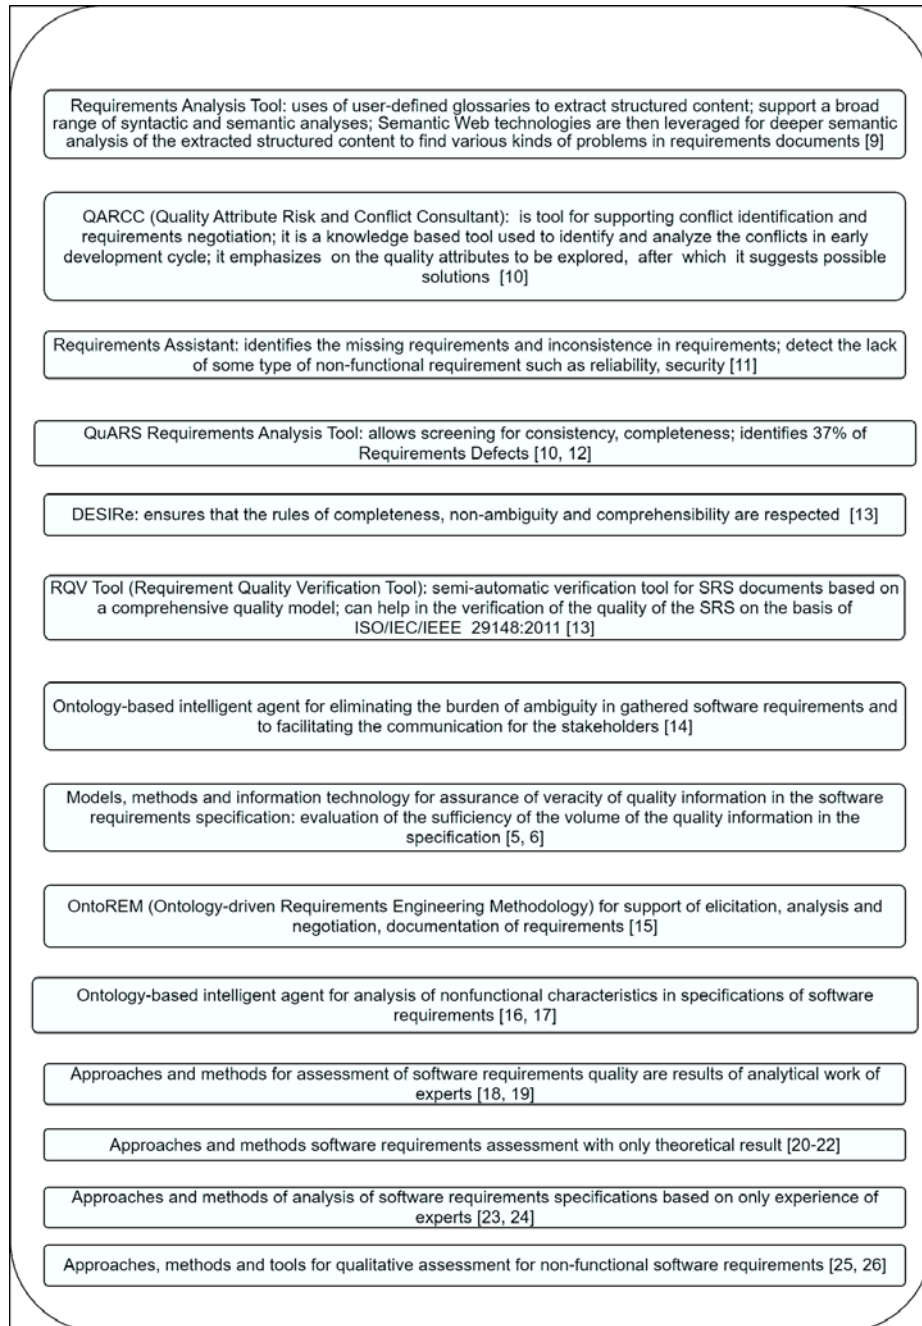 Requirements Analysis Tool: uses of user-defined glossaries to extract structured content; support a broad
range of syntactic and semantic analyses; Semantic Web technologies are then leveraged for deeper semantic
analysis of the extracted structured content to find various kinds of problems in requirements documents [9]
QARCC (Quality Attribute Risk and Conflict Consultant): is tool for supporting conflict identification and
requirements negotiation; it is a knowledge based tool used to identify and analyze the conflicts in early
development cycle; it emphasizes on the quality attributes to be explored, after which it suggests possible
solutions [10]
Requirements Assistant: identifies the missing requirements and inconsistence in requirements; detect the lack
of some type of non-functional requirement such as reliability, security [11]
QuARS Requirements Analysis Tool: allows screening for consistency, completeness; identifies 37% of
Requirements Defects [10, 12]
DESIRe: ensures that the rules of completeness, non-ambiguity and comprehensibility are respected [13]
RQV Tool (Requirement Quality Verification Tool): semi-automatic verification tool for SRS documents based on
a comprehensive quality model; can help in the verification of the quality of the SRS on the basis of
ISO/IEC/IEEE 29148:2011 [13]
Ontology-based intelligent agent for eliminating the burden of ambiguity in gathered software requirements and
to facilitating the communication for the stakeholders [14]
Models, methods and information technology for assurance of veracity of quality information in the software
requirements specification: evaluation of the sufficiency of the volume of the quality information in the
specification [5, 6]
OntoREM (Ontology-driven Requirements Engineering Methodology) for support of elicitation, analysis and
negotiation, documentation of requirements [15]
Ontology-based intelligent agent for analysis of nonfunctional characteristics in specifications of software
requirements [16, 17]
Approaches and methods for assessment of software requirements quality are results of analytical work of
experts [18, 19]
Approaches and methods software requirements assessment with only theoretical result [20-22]
Approaches and methods of analysis of software requirements specifications based on only experience of
experts [23, 24]
Approaches, methods and tools for qualitative assessment for non-functional software requirements [25, 26]